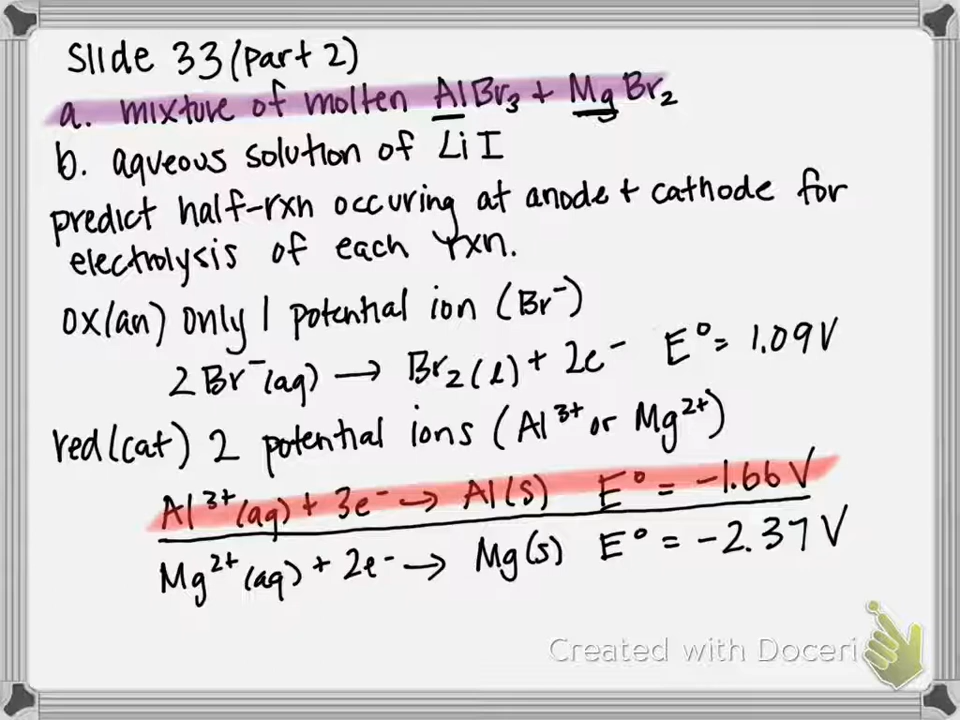 Slide 33 (part 2)
a. mixture of molten AlBr₃ + MgBr₂
b. aqueous solution of LiI
predict half-rxn occuring at anode + cathode for
electrolysis of each rxn.
ox(an) only 1 potential ion (Br⁻)
2Br⁻(aq) → Br₂(l) + 2e⁻ E° = 1.09V
red(cat) 2 potential ions (Al³⁺ or Mg²⁺)
Al³⁺(aq) + 3e⁻ → Al(s) E° = -1.66 V
Mg²⁺(aq) + 2e⁻ → Mg(s) E° = -2.37 V
Created with Doceri